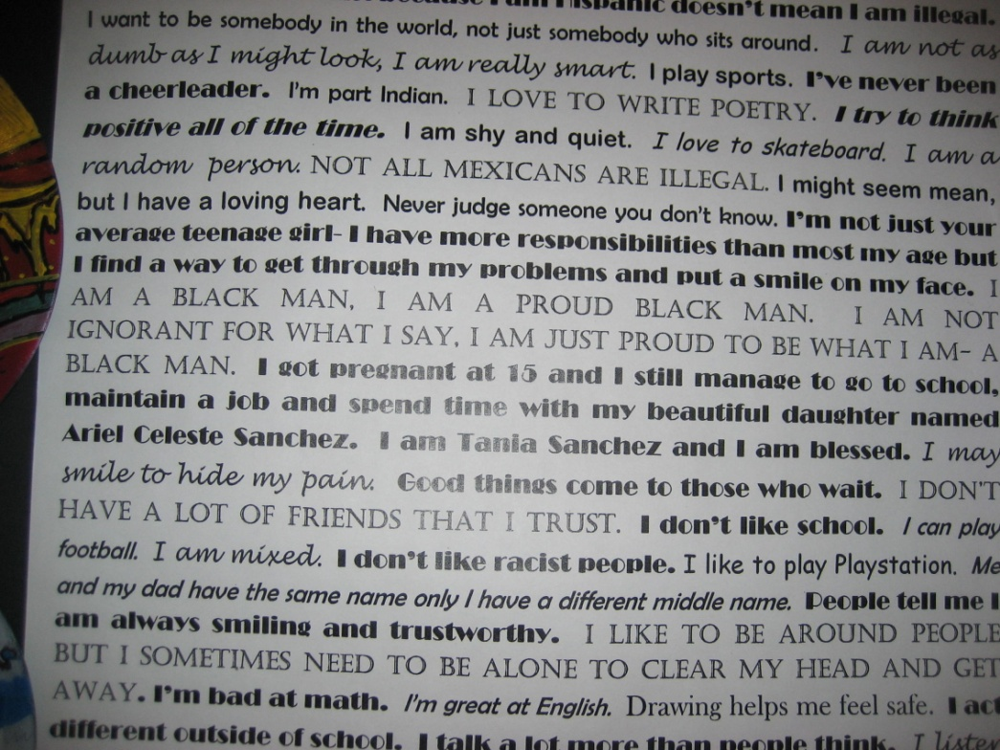 I am Hispanic doesn't mean I am illegal.
I want to be somebody in the world, not just somebody who sits around. I am not as
dumb as I might look, I am really smart. I play sports. I've never been
a cheerleader. I'm part Indian. I LOVE TO WRITE POETRY. I try to think
positive all of the time. I am shy and quiet. I love to skateboard. I am a
random person. NOT ALL MEXICANS ARE ILLEGAL. I might seem mean,
but I have a loving heart. Never judge someone you don't know. I'm not just your
average teenage girl- I have more responsibilities than most my age but
I find a way to get through my problems and put a smile on my face. I
AM A BLACK MAN, I AM A PROUD BLACK MAN. I AM NOT
IGNORANT FOR WHAT I SAY, I AM JUST PROUD TO BE WHAT I AM- A
BLACK MAN. I got pregnant at 15 and I still manage to go to school,
maintain a job and spend time with my beautiful daughter named
Ariel Celeste Sanchez. I am Tania Sanchez and I am blessed. I may
smile to hide my pain. Good things come to those who wait. I DON'T
HAVE A LOT OF FRIENDS THAT I TRUST. I don't like school. I can play
football. I am mixed. I don't like racist people. I like to play Playstation. Me
and my dad have the same name only I have a different middle name. People tell me I
am always smiling and trustworthy. I LIKE TO BE AROUND PEOPLE
BUT I SOMETIMES NEED TO BE ALONE TO CLEAR MY HEAD AND GET
AWAY. I'm bad at math. I'm great at English. Drawing helps me feel safe. I act
different outside of school. I talk a lot more than people think. I listen